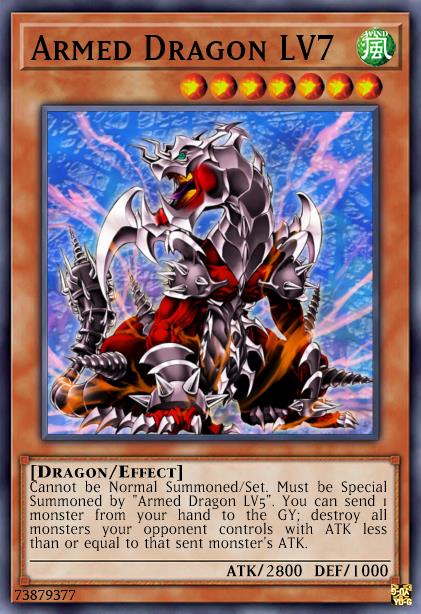 ARMED DRAGON LV7
WIND
風
[DRAGON/EFFECT]
Cannot be Normal Summoned/Set. Must be Special
Summoned by "Armed Dragon LV5". You can send 1
monster from your hand to the GY; destroy all
monsters your opponent controls with ATK less
than or equal to that sent monster's ATK.
ATK/2800 DEF/1000
73879377